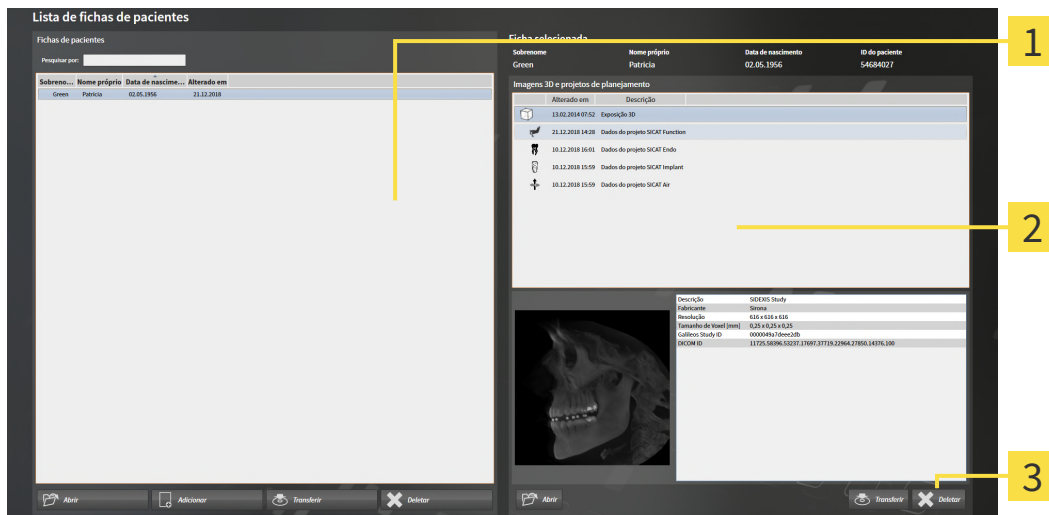 Lista de fichas de pacientes
Fichas de pacientes
Pesquisar por:
Sobreno... Nome próprio Data de nascime... Alterado em
Green Patricia 02.05.1956 21.12.2018
Abrir Adicionar Transferir Deletar
Ficha selecionada
Sobrenome Nome próprio Data de nascimento ID do paciente
Green Patricia 02.05.1956 54684027
Imagens 3D e projetos de planejamento
Alterado em Descrição
13.02.2014 07:52 Exposição 3D
21.12.2018 14:28 Dados do projeto SICAT Function
10.12.2018 16:01 Dados do projeto SICAT Endo
10.12.2018 15:59 Dados do projeto SICAT Implant
10.12.2018 15:59 Dados do projeto SICAT Air
Descrição SIDEXIS Study
Fabricante Sirona
Resolução 616 x 616 x 616
Tamanho de Voxel [mm] 0,25 x 0,25 x 0,25
Galileos Study ID 0000049a7deee2db
DICOM ID 11725.58396.53237.17697.37719.22964.27850.14376.100
Abrir Transferir Deletar
1
2
3